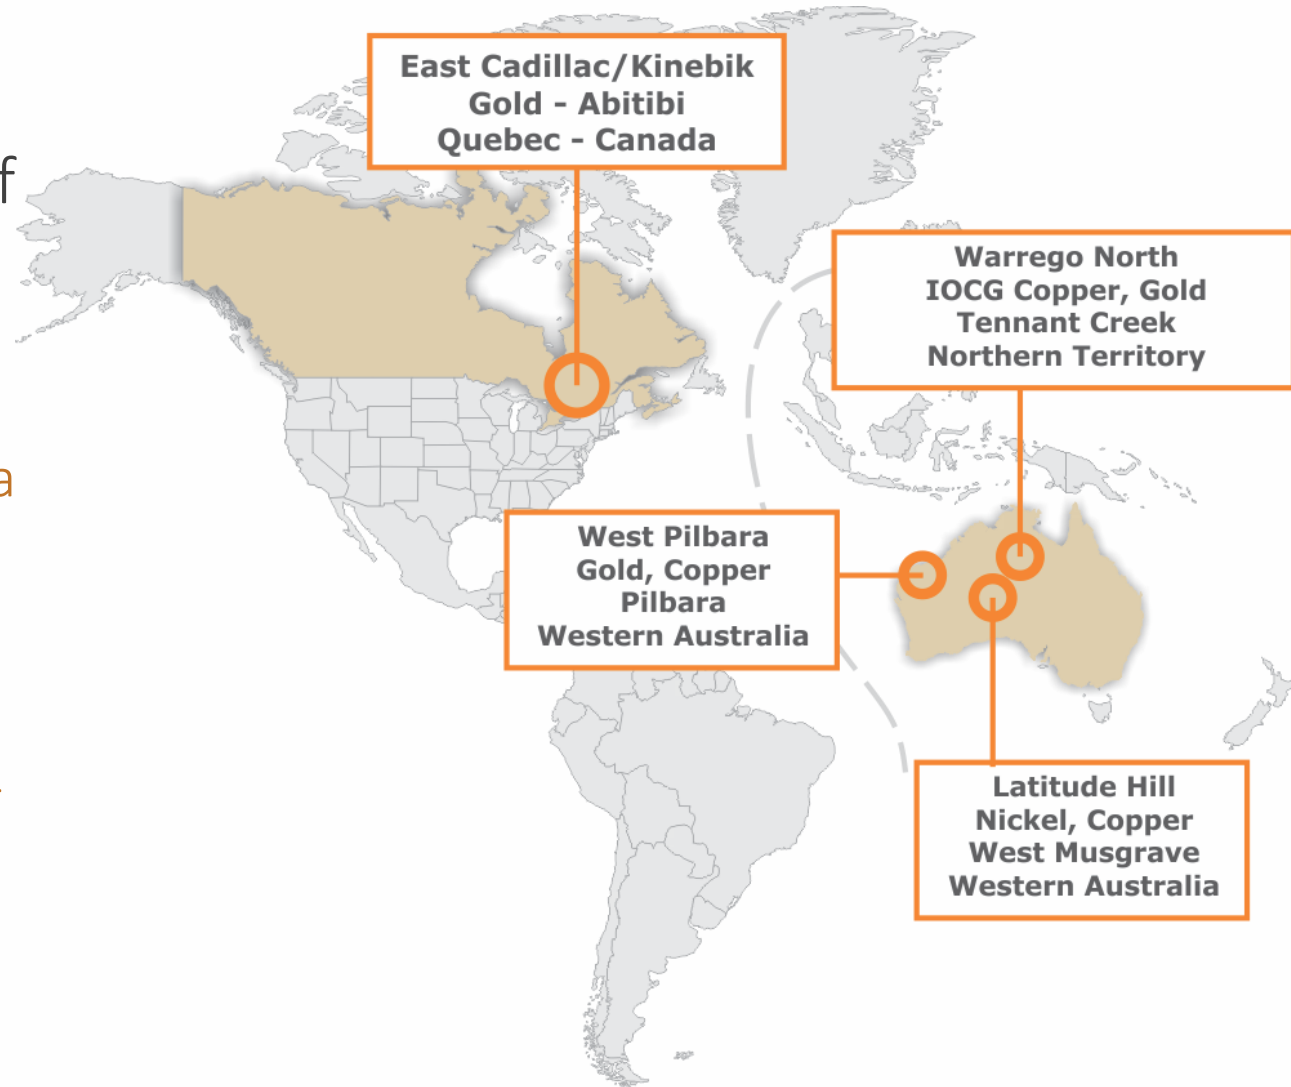 East Cadillac/Kinebik
Gold - Abitibi
Quebec - Canada
f
Warrego North
IOCG Copper, Gold
Tennant Creek
Northern Territory
a
West Pilbara
Gold, Copper
Pilbara
Western Australia
Latitude Hill
Nickel, Copper
West Musgrave
Western Australia